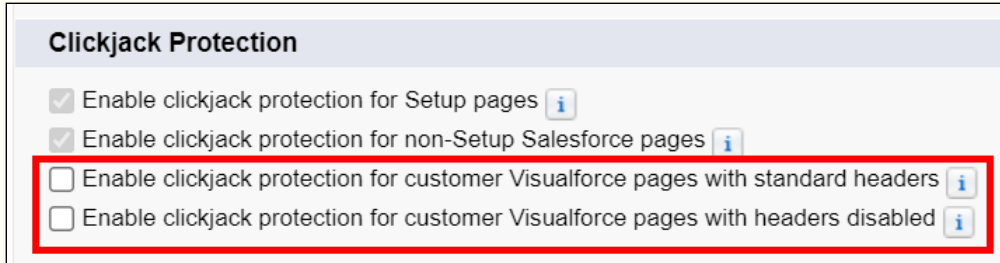 Clickjack Protection
Enable clickjack protection for Setup pages i
Enable clickjack protection for non-Setup Salesforce pages i
Enable clickjack protection for customer Visualforce pages with standard headers i
Enable clickjack protection for customer Visualforce pages with headers disabled i